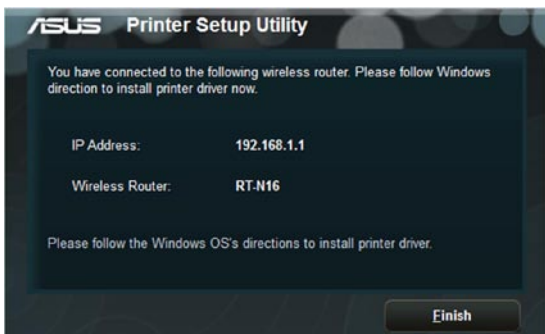 ASUS Printer Setup Utility
You have connected to the following wireless router. Please follow Windows
direction to install printer driver now.
IP Address: 192.168.1.1
Wireless Router: RT-N16
Please follow the Windows OS's directions to install printer driver.
Finish